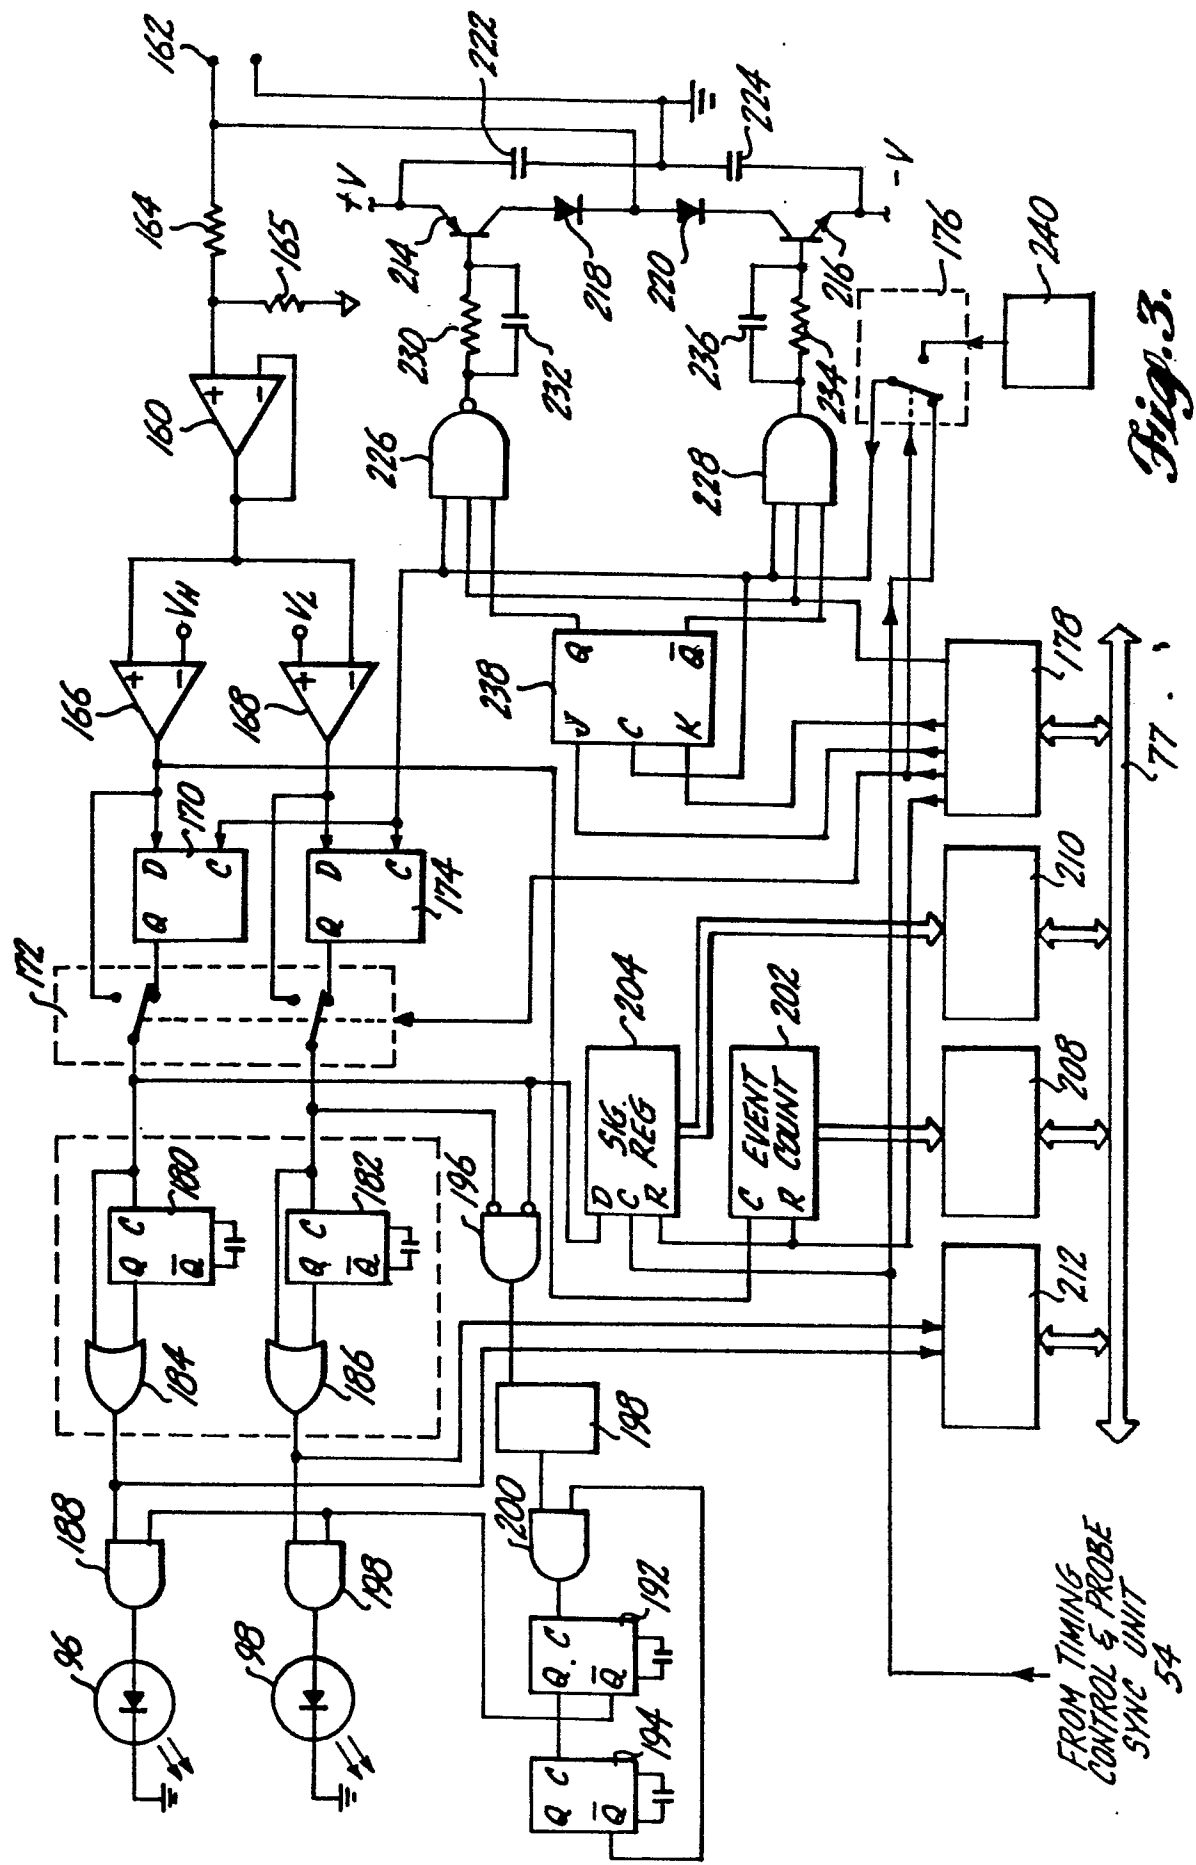 162
164
165
160
+
−
222
+V
214
218
220
224
216
−V
230
232
236
234
226
228
176
240
Fig. 3.
166
+
−
VH
168
+
−
VL
170
D
Q
C
174
D
Q
C
172
238
J
C
K
Q
Q̅
178
77
210
208
212
204
SIG.
REG
D
C
R
202
EVENT
COUNT
C
R
180
C
Q
Q̅
182
C
Q
Q̅
184
186
196
188
198
198
200
96
98
192
C
Q
Q̅
194
C
Q
Q̅
FROM TIMING
CONTROL & PROBE
SYNC UNIT
54